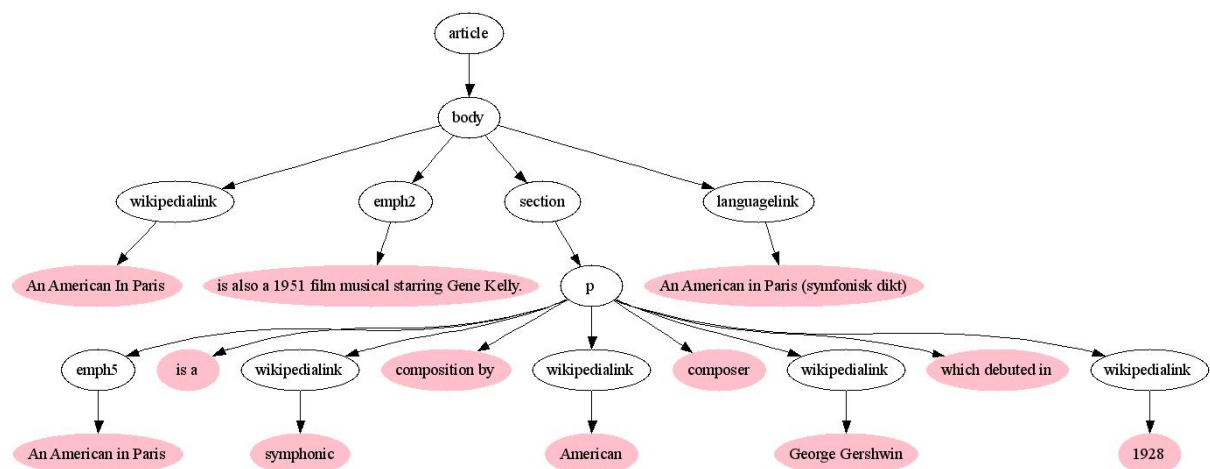 article
body
wikipedialink
emph2
section
languagelink
An American In Paris
is also a 1951 film musical starring Gene Kelly.
p
An American in Paris (symfonisk dikt)
emph5
is a
wikipedialink
composition by
wikipedialink
composer
wikipedialink
which debuted in
wikipedialink
An American in Paris
symphonic
American
George Gershwin
1928